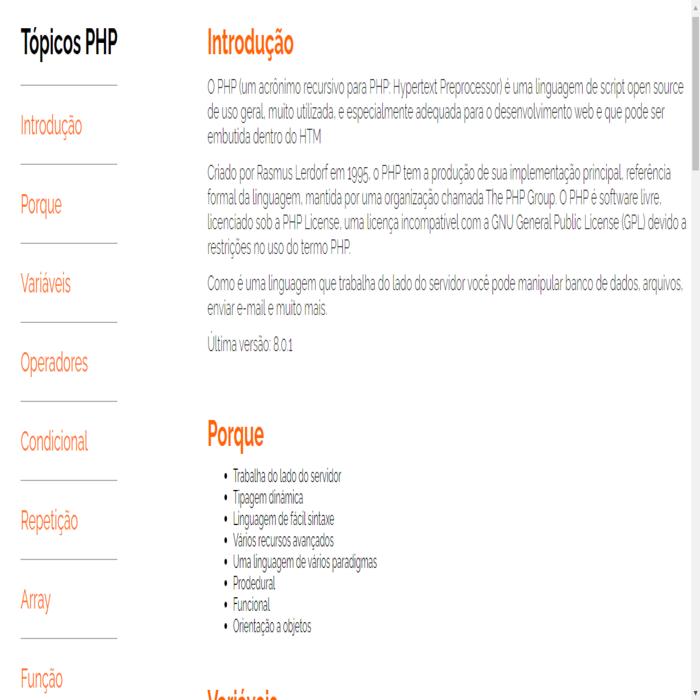 Tópicos PHP
Introdução
Porque
Variáveis
Operadores
Condicional
Repetição
Array
Função
Introdução
O PHP (um acrônimo recursivo para PHP: Hypertext Preprocessor) é uma linguagem de script open source
de uso geral, muito utilizada, e especialmente adequada para o desenvolvimento web e que pode ser
embutida dentro do HTM
Criado por Rasmus Lerdorf em 1995, o PHP tem a produção de sua implementação principal, referência
formal da linguagem, mantida por uma organização chamada The PHP Group. O PHP é software livre,
licenciado sob a PHP License, uma licença incompatível com a GNU General Public License (GPL) devido a
restrições no uso do termo PHP.
Como é uma linguagem que trabalha do lado do servidor você pode manipular banco de dados, arquivos,
enviar e-mail e muito mais.
Última versão: 8.0.1
Porque
Trabalha do lado do servidor
Tipagem dinâmica
Linguagem de fácil sintaxe
Vários recursos avançados
Uma linguagem de vários paradigmas
Prodedural
Funcional
Orientação a objetos
Variáveis